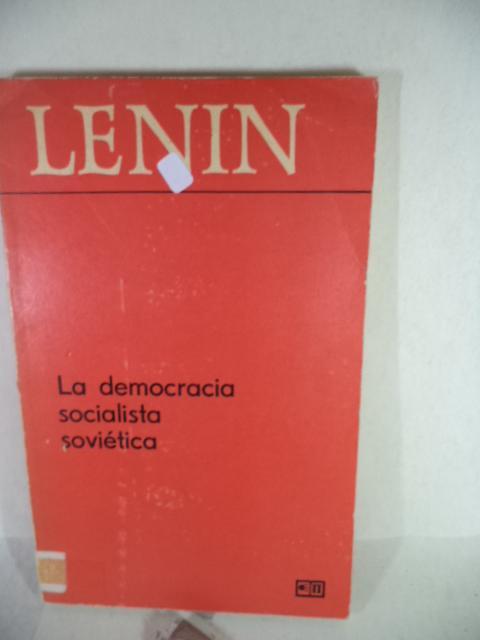 LENIN
La democracia
socialista
soviética